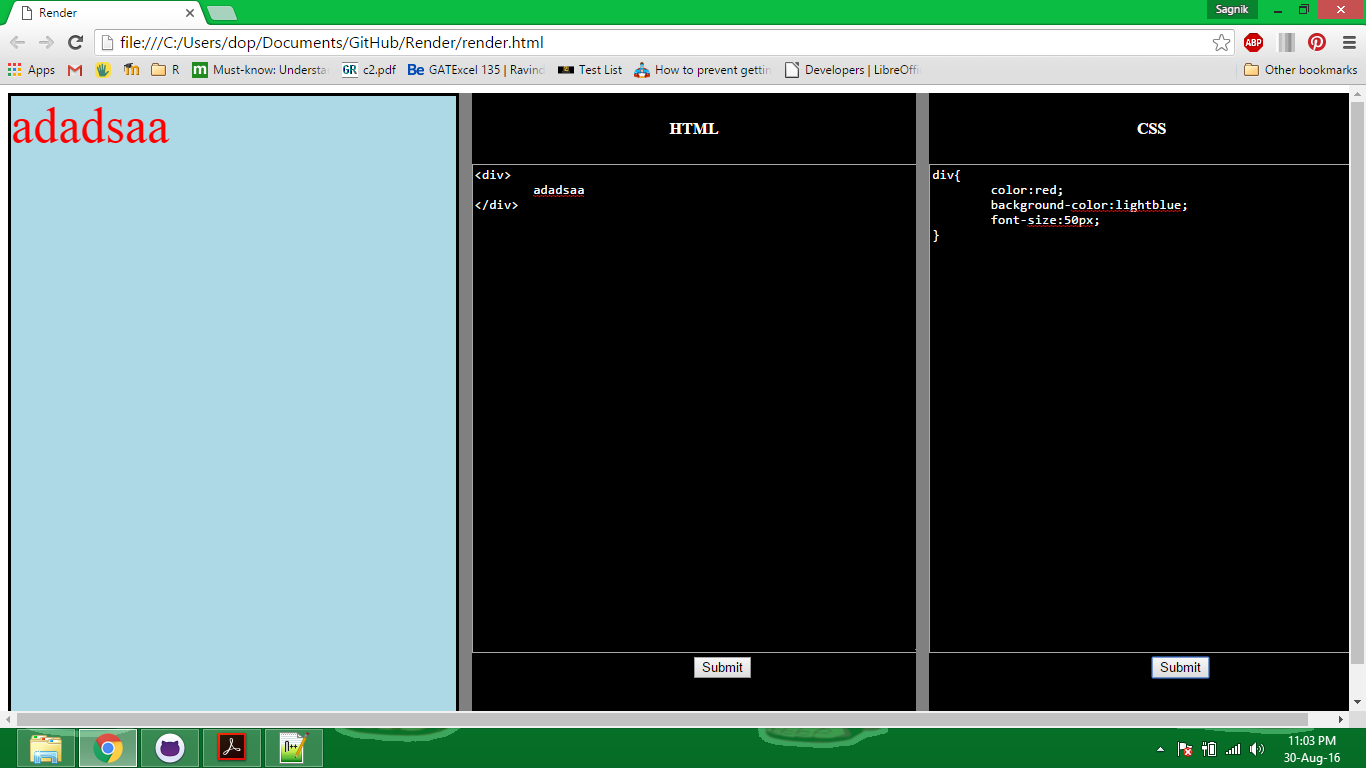 Render
Sagnik
file:///C:/Users/dop/Documents/GitHub/Render/render.html
ABP
Apps
R
Must-know: Understa
GR c2.pdf
Be GATExcel 135 | Ravind
Test List
How to prevent gettin
Developers | LibreOffi
Other bookmarks
adadsaa
HTML
<div>
adadsaa
</div>
Submit
CSS
div{
color:red;
background-color:lightblue;
font-size:50px;
}
Submit
11:03 PM
30-Aug-16